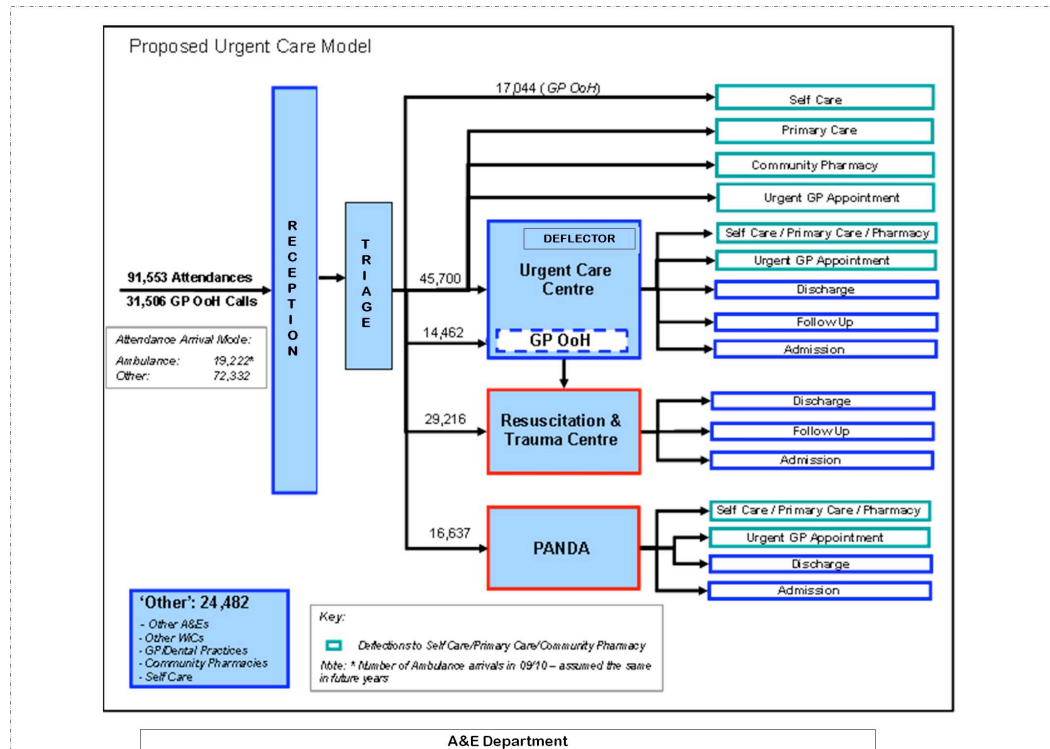 Proposed Urgent Care Model
17,044 (GP OoH)
Self Care
Primary Care
Community Pharmacy
Urgent GP Appointment
RECEPTION
TRIAGE
91,553 Attendances
31,506 GP OoH Calls
Attendance Arrival Mode:
Ambulance: 19,222*
Other: 72,332
45,700
14,462
29,216
16,637
DEFLECTOR
Urgent Care
Centre
GP OoH
Self Care / Primary Care / Pharmacy
Urgent GP Appointment
Discharge
Follow Up
Admission
Resuscitation &
Trauma Centre
Discharge
Follow Up
Admission
PANDA
Self Care / Primary Care / Pharmacy
Urgent GP Appointment
Discharge
Admission
'Other': 24,482
- Other A&Es
- Other WiCs
- GP/Dental Practices
- Community Pharmacies
- Self Care
Key:
Deflections to Self Care/Primary Care/Community Pharmacy
Note: * Number of Ambulance arrivals in 09/10 – assumed the same
in future years
A&E Department